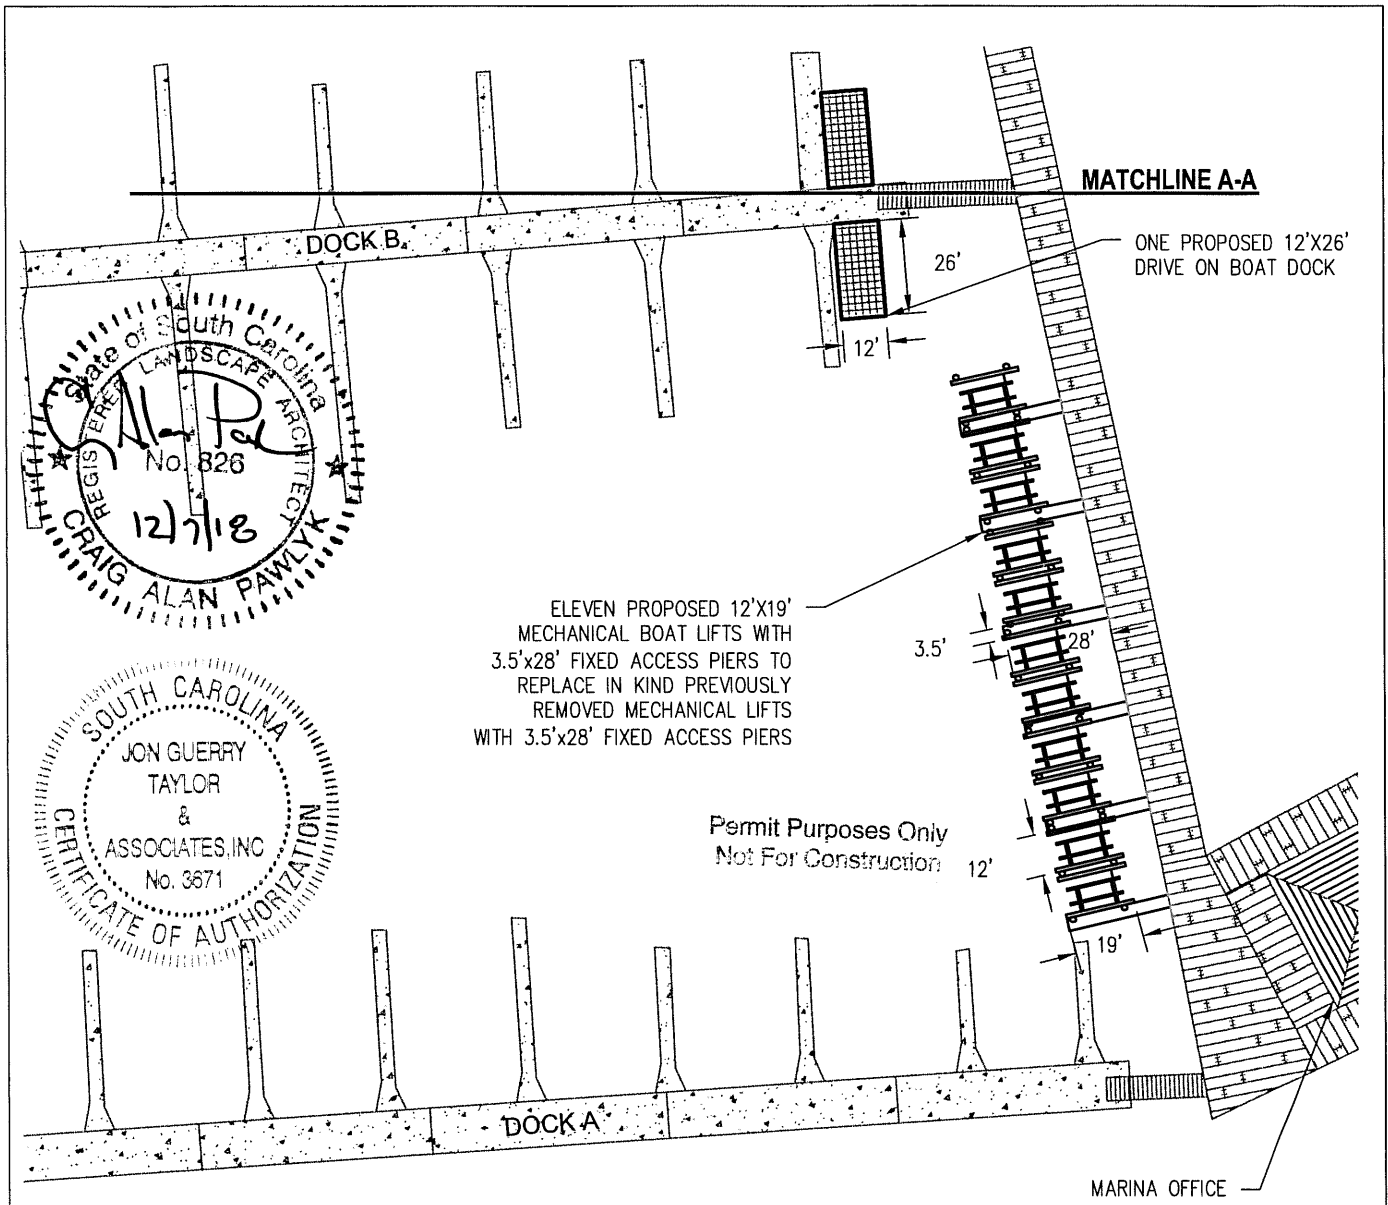 MATCHLINE A-A
DOCK B
ONE PROPOSED 12'X26'
DRIVE ON BOAT DOCK
26'
12'
State of South Carolina
REGISTERED LANDSCAPE ARCHITECT
No. 826
12/7/18
CRAIG ALAN PAWLYK
ELEVEN PROPOSED 12'X19'
MECHANICAL BOAT LIFTS WITH
3.5'x28' FIXED ACCESS PIERS TO
REPLACE IN KIND PREVIOUSLY
REMOVED MECHANICAL LIFTS
WITH 3.5'x28' FIXED ACCESS PIERS
3.5'
28'
SOUTH CAROLINA
JON GUERRY
TAYLOR
&
ASSOCIATES,INC
No. 3671
CERTIFICATE OF AUTHORIZATION
Permit Purposes Only
Not For Construction
12'
19'
DOCK A
MARINA OFFICE